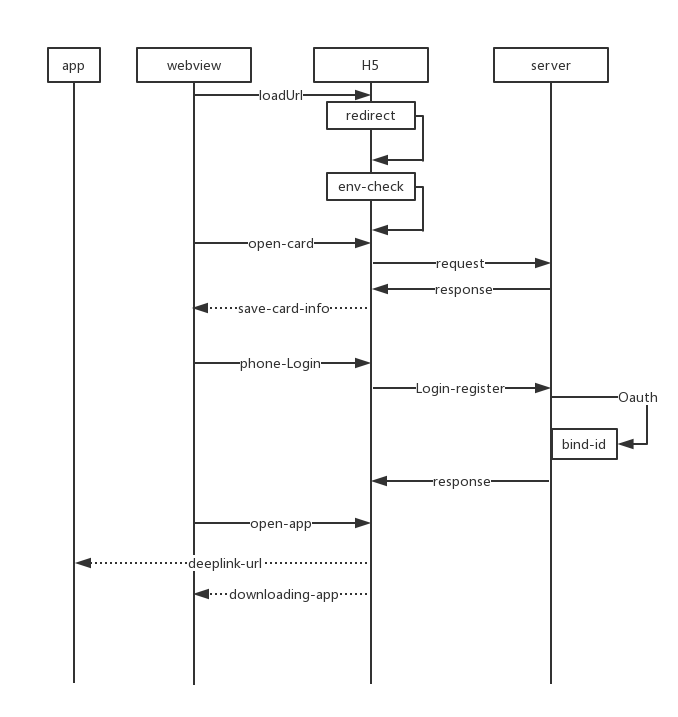 app
webview
H5
server
loadUrl
redirect
env-check
open-card
request
response
save-card-info
phone-Login
Login-register
Oauth
bind-id
response
open-app
deeplink-url
downloading-app